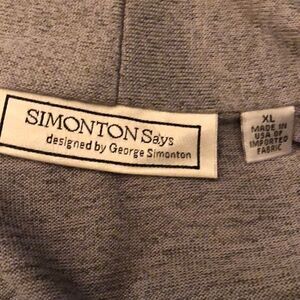 SIMONTON Says
designed by George Simonton
XL
MADE IN
USA OF
IMPORTED
FABRIC